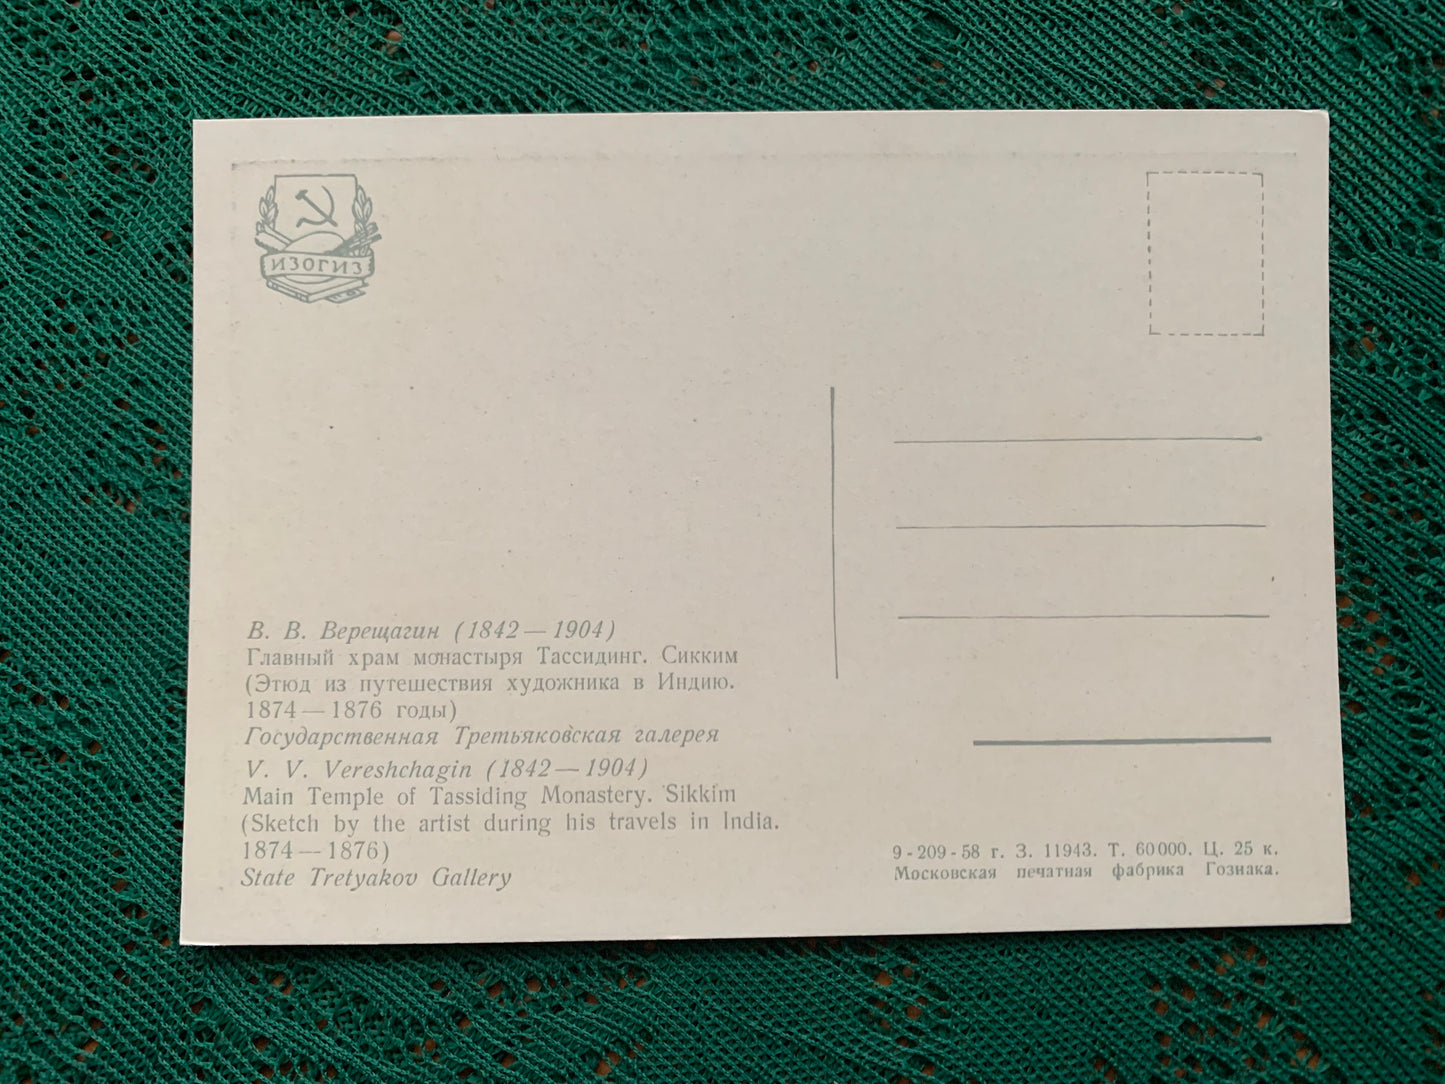 ИЗОГИЗ
В. В. Верещагин (1842 — 1904)
Главный храм монастыря Тассидинг. Сикким
(Этюд из путешествия художника в Индию.
1874 — 1876 годы)
Государственная Третьяковская галерея
V. V. Vereshchagin (1842 — 1904)
Main Temple of Tassiding Monastery. Sikkim
(Sketch by the artist during his travels in India.
1874 — 1876)
State Tretyakov Gallery
9 - 209 - 58 г. З. 11943. Т. 60000. Ц. 25 к.
Московская печатная фабрика Гознака.